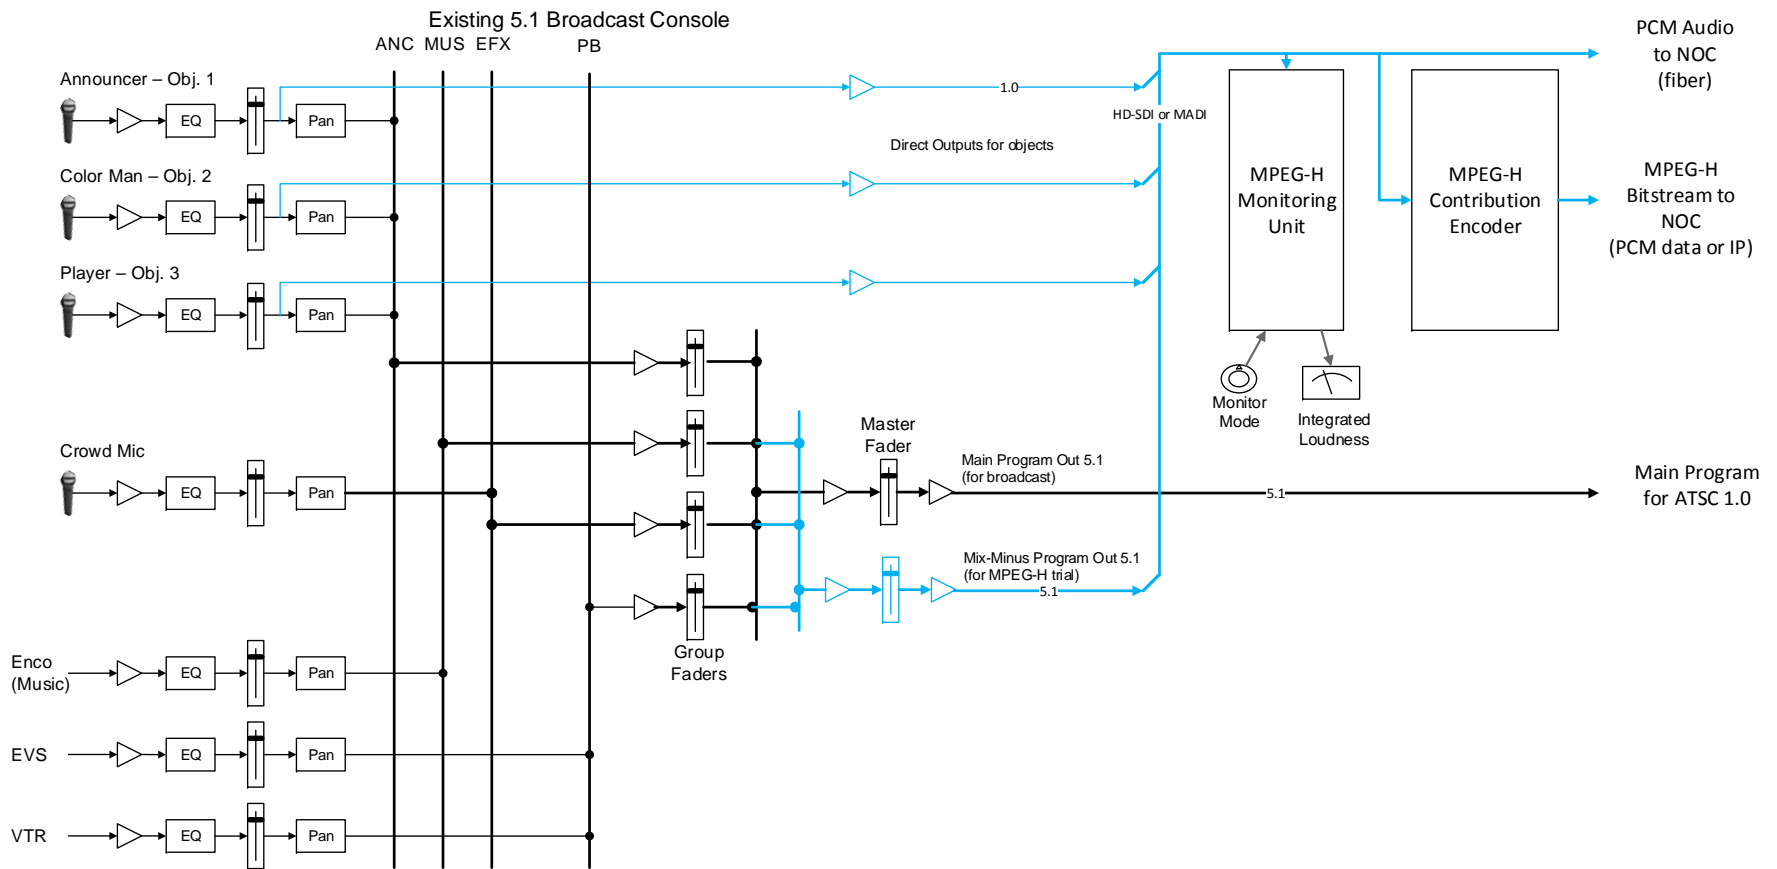 Existing 5.1 Broadcast Console
ANC MUS EFX PB
Announcer – Obj. 1
EQ
Pan
1.0
HD-SDI or MADI
Direct Outputs for objects
Color Man – Obj. 2
EQ
Pan
Player – Obj. 3
EQ
Pan
Crowd Mic
EQ
Pan
Enco
(Music)
EQ
Pan
EVS
EQ
Pan
VTR
EQ
Pan
Group
Faders
Master
Fader
Main Program Out 5.1
(for broadcast)
5.1
Mix-Minus Program Out 5.1
(for MPEG-H trial)
5.1
MPEG-H
Monitoring
Unit
MPEG-H
Contribution
Encoder
Monitor
Mode
Integrated
Loudness
PCM Audio
to NOC
(fiber)
MPEG-H
Bitstream to
NOC
(PCM data or IP)
Main Program
for ATSC 1.0